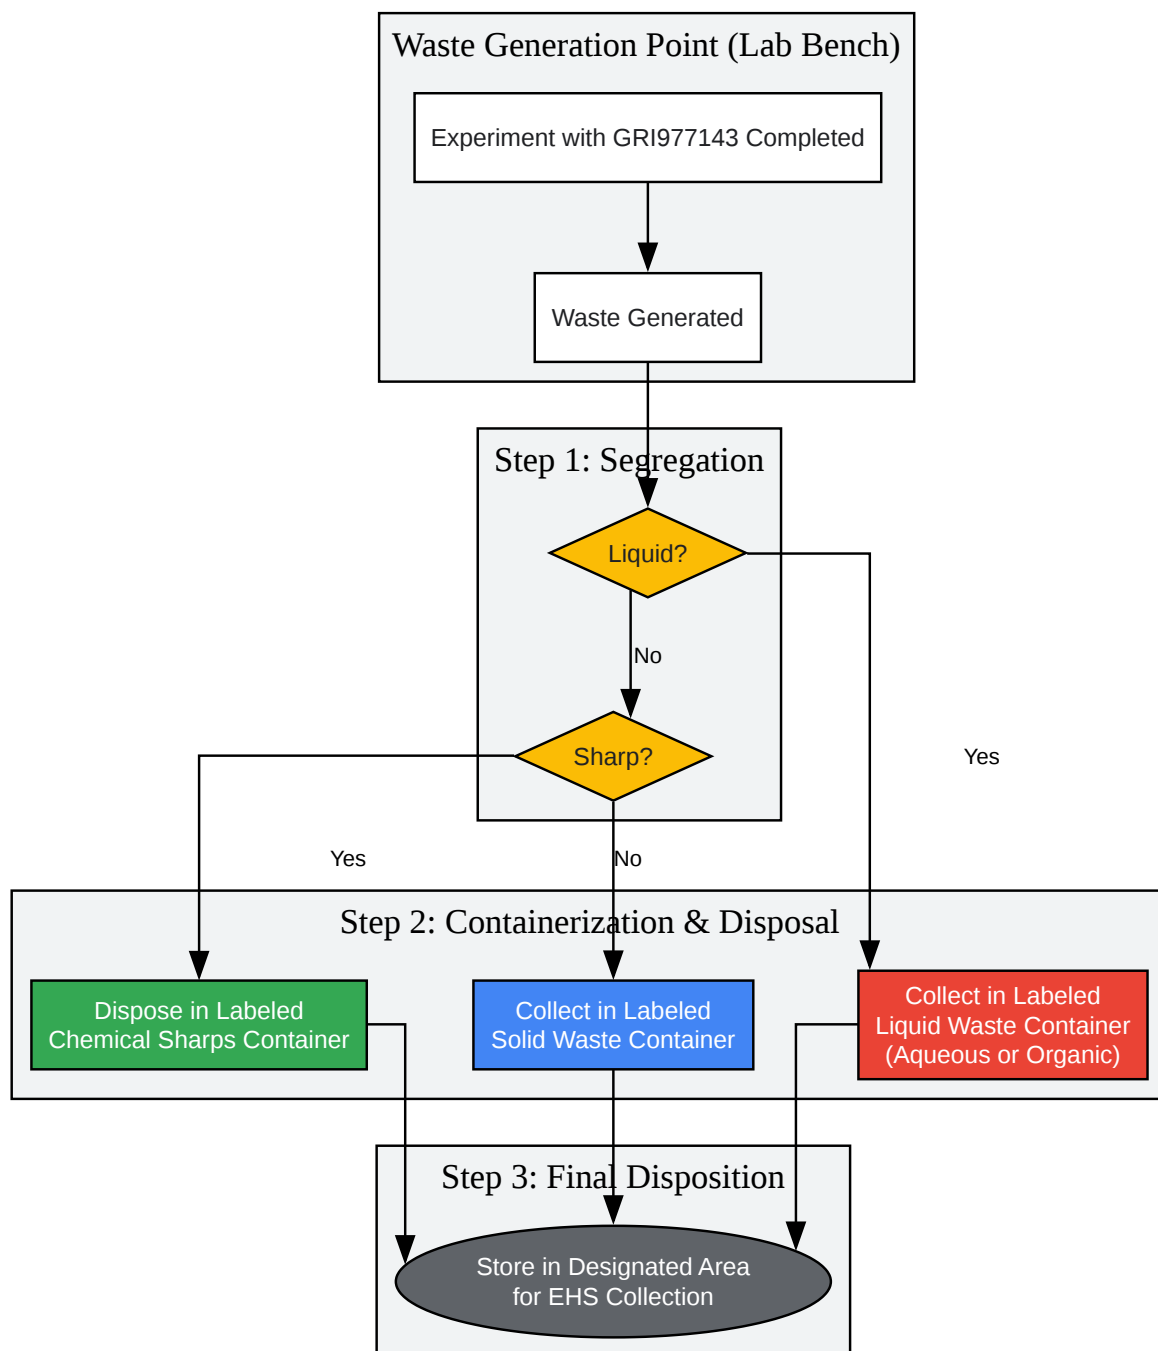 Waste Generation Point (Lab Bench)
Experiment with GRI977143 Completed
Waste Generated
Step 1: Segregation
Liquid?
No
Sharp?
Yes
Yes
No
Step 2: Containerization & Disposal
Dispose in Labeled
Chemical Sharps Container
Collect in Labeled
Solid Waste Container
Collect in Labeled
Liquid Waste Container
(Aqueous or Organic)
Step 3: Final Disposition
Store in Designated Area
for EHS Collection